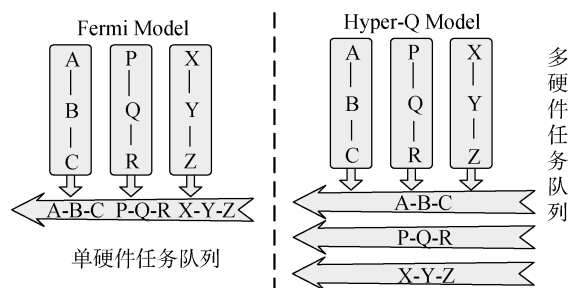 Fermi Model
A P X
B Q Y
C R Z
A-B-C P-Q-R X-Y-Z
单硬件任务队列
Hyper-Q Model
A P X
B Q Y
C R Z
A-B-C
P-Q-R
X-Y-Z
多硬件任务队列